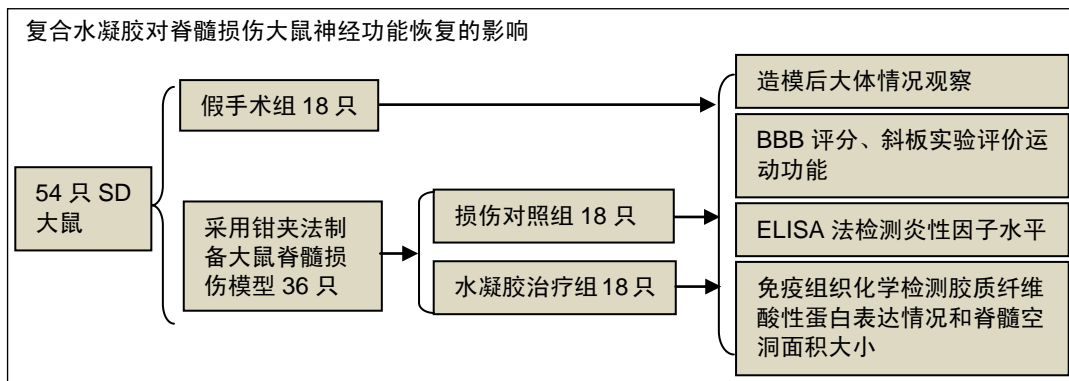 复合水凝胶对脊髓损伤大鼠神经功能恢复的影响
54 只 SD
大鼠
假手术组 18 只
采用钳夹法制
备大鼠脊髓损
伤模型 36 只
损伤对照组 18 只
水凝胶治疗组 18 只
造模后大体情况观察
BBB 评分、斜板实验评价运
动功能
ELISA 法检测炎性因子水平
免疫组织化学检测胶质纤维
酸性蛋白表达情况和脊髓空
洞面积大小